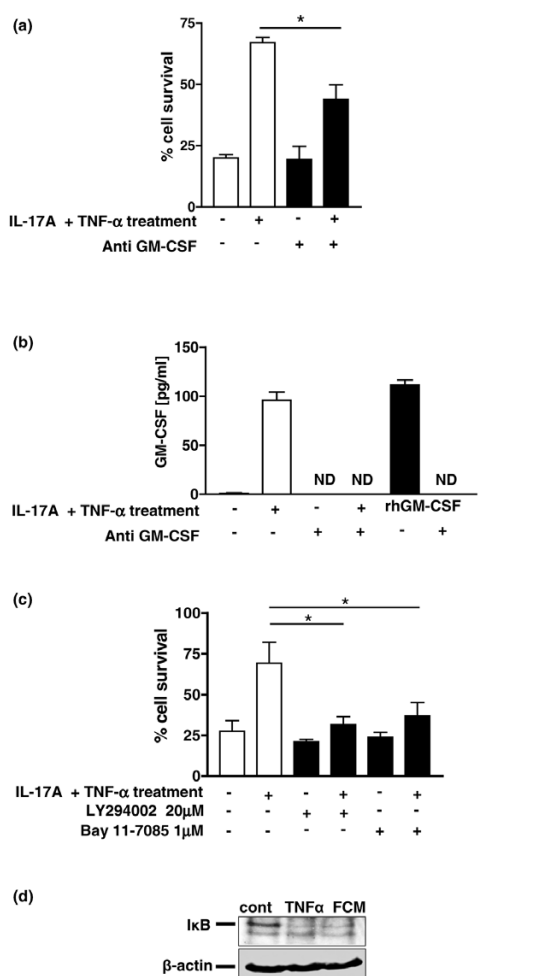 (a)
% cell survival
75
50
25
0
*
IL-17A + TNF-α treatment - + - +
Anti GM-CSF - - + +
(b)
GM-CSF [pg/ml]
150
100
50
0
ND ND ND
IL-17A + TNF-α treatment - + - + rhGM-CSF
Anti GM-CSF - - + + - +
(c)
% cell survival
100
75
50
25
0
*
*
IL-17A + TNF-α treatment - + - + - +
LY294002 20μM - - + + - -
Bay 11-7085 1μM - - - - + +
(d)
cont TNFα FCM
IκB
β-actin